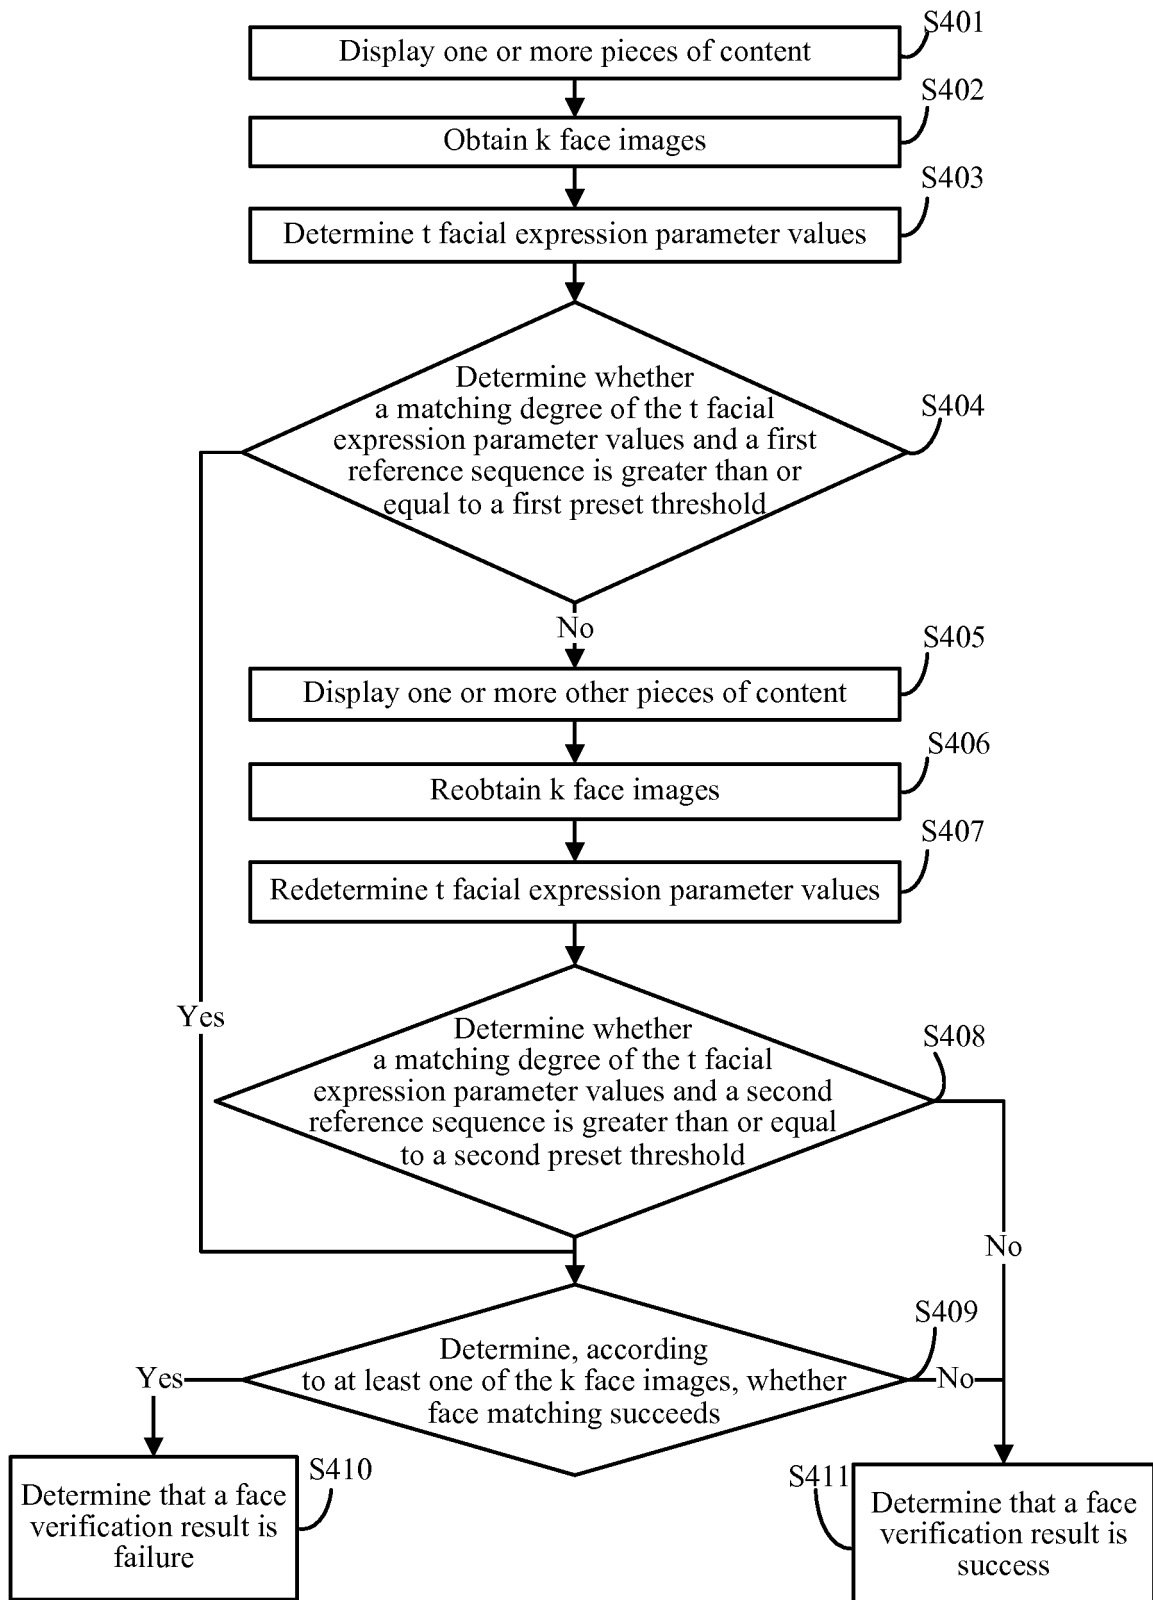 S401
Display one or more pieces of content
S402
Obtain k face images
S403
Determine t facial expression parameter values
S404
Determine whether
a matching degree of the t facial
expression parameter values and a first
reference sequence is greater than or
equal to a first preset threshold
No
S405
Display one or more other pieces of content
S406
Reobtain k face images
S407
Redetermine t facial expression parameter values
Yes
S408
Determine whether
a matching degree of the t facial
expression parameter values and a second
reference sequence is greater than or equal
to a second preset threshold
No
S409
Determine, according
to at least one of the k face images, whether
face matching succeeds
Yes
No
S410
Determine that a face
verification result is
failure
S411
Determine that a face
verification result is
success